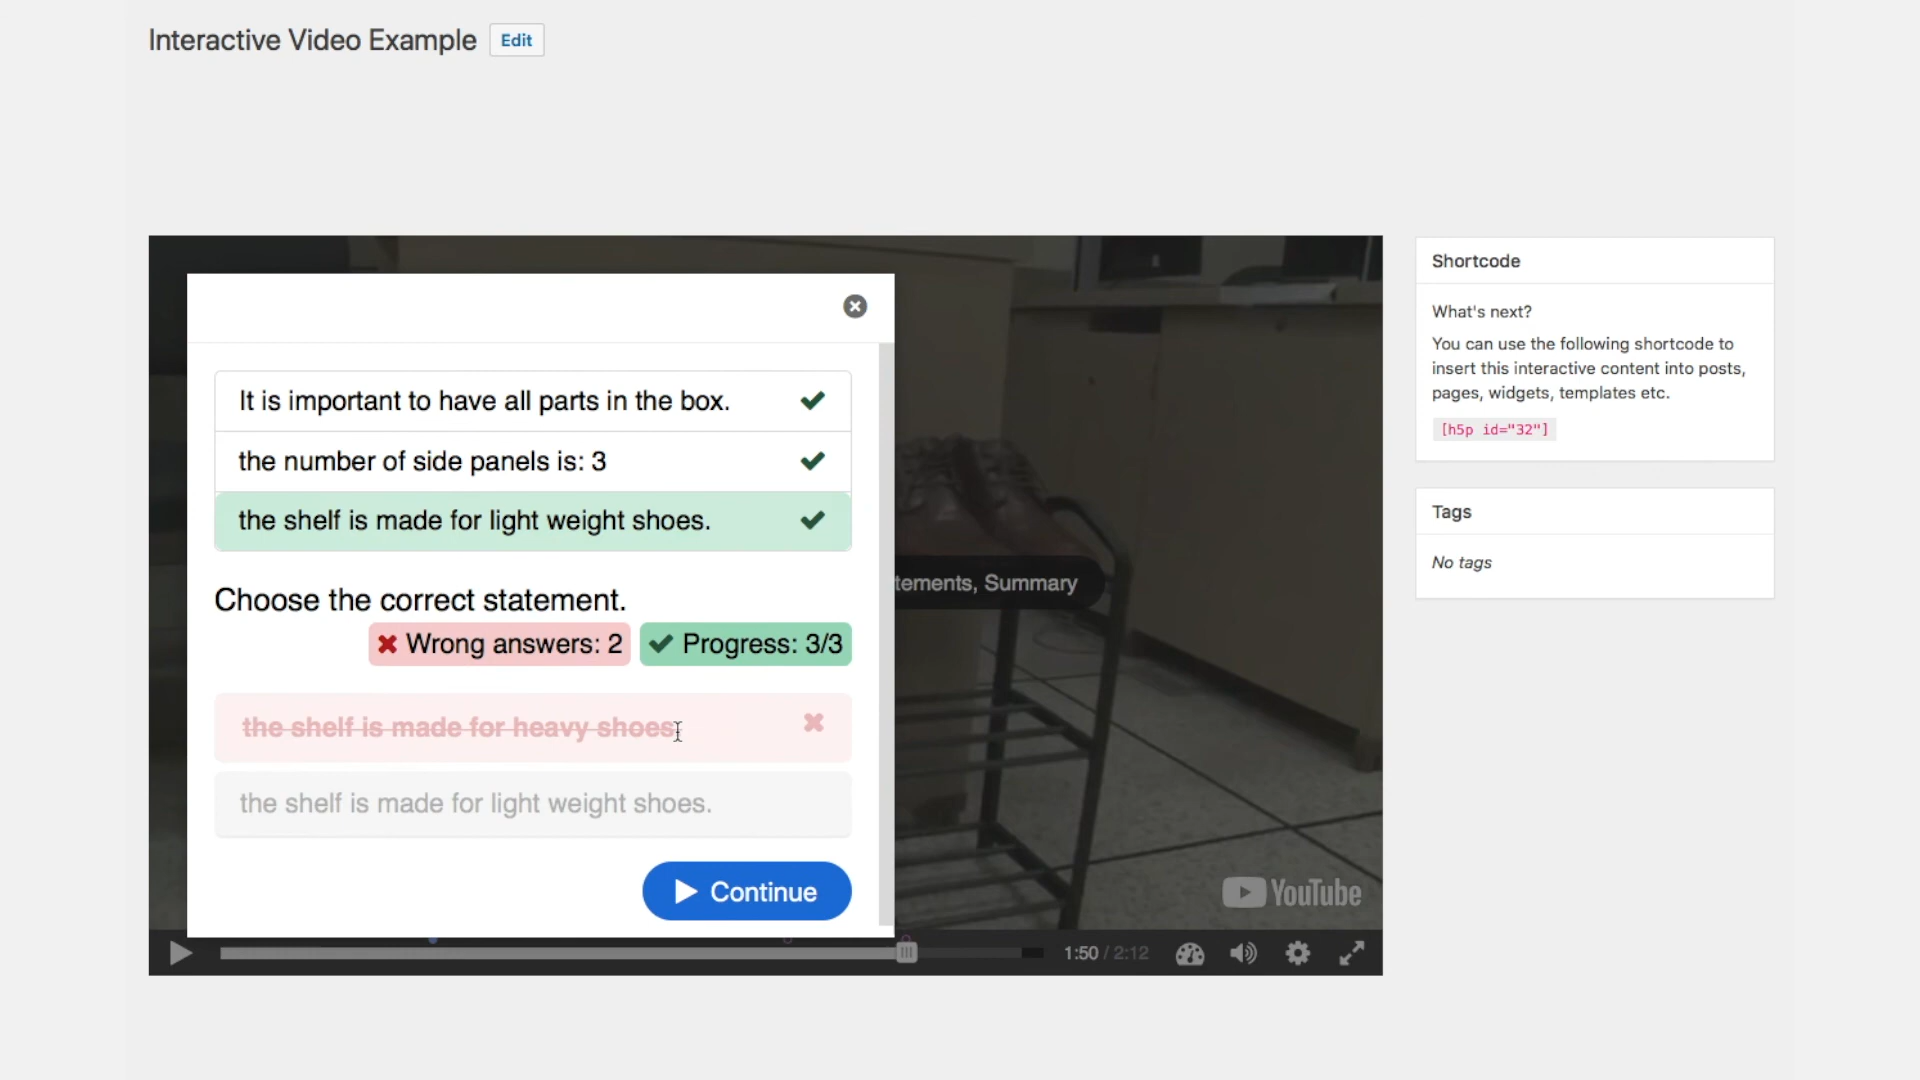 Interactive Video Example
Edit
It is important to have all parts in the box.
the number of side panels is: 3
the shelf is made for light weight shoes.
Choose the correct statement.
Wrong answers: 2
Progress: 3/3
the shelf is made for heavy shoes
the shelf is made for light weight shoes.
Continue
tements, Summary
YouTube
1:50 / 2:12
Shortcode
What's next?
You can use the following shortcode to
insert this interactive content into posts,
pages, widgets, templates etc.
[h5p id="32"]
Tags
No tags